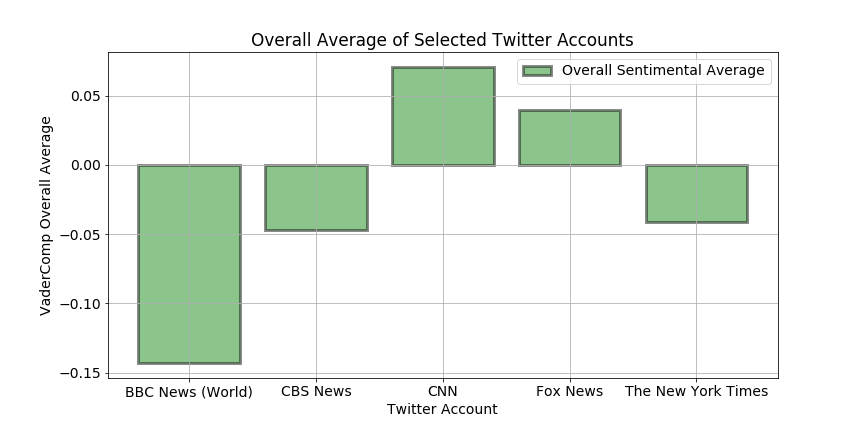 Overall Average of Selected Twitter Accounts
Overall Sentimental Average
VaderComp Overall Average
0.05
0.00
−0.05
−0.10
−0.15
BBC News (World)
CBS News
CNN
Fox News
The New York Times
Twitter Account